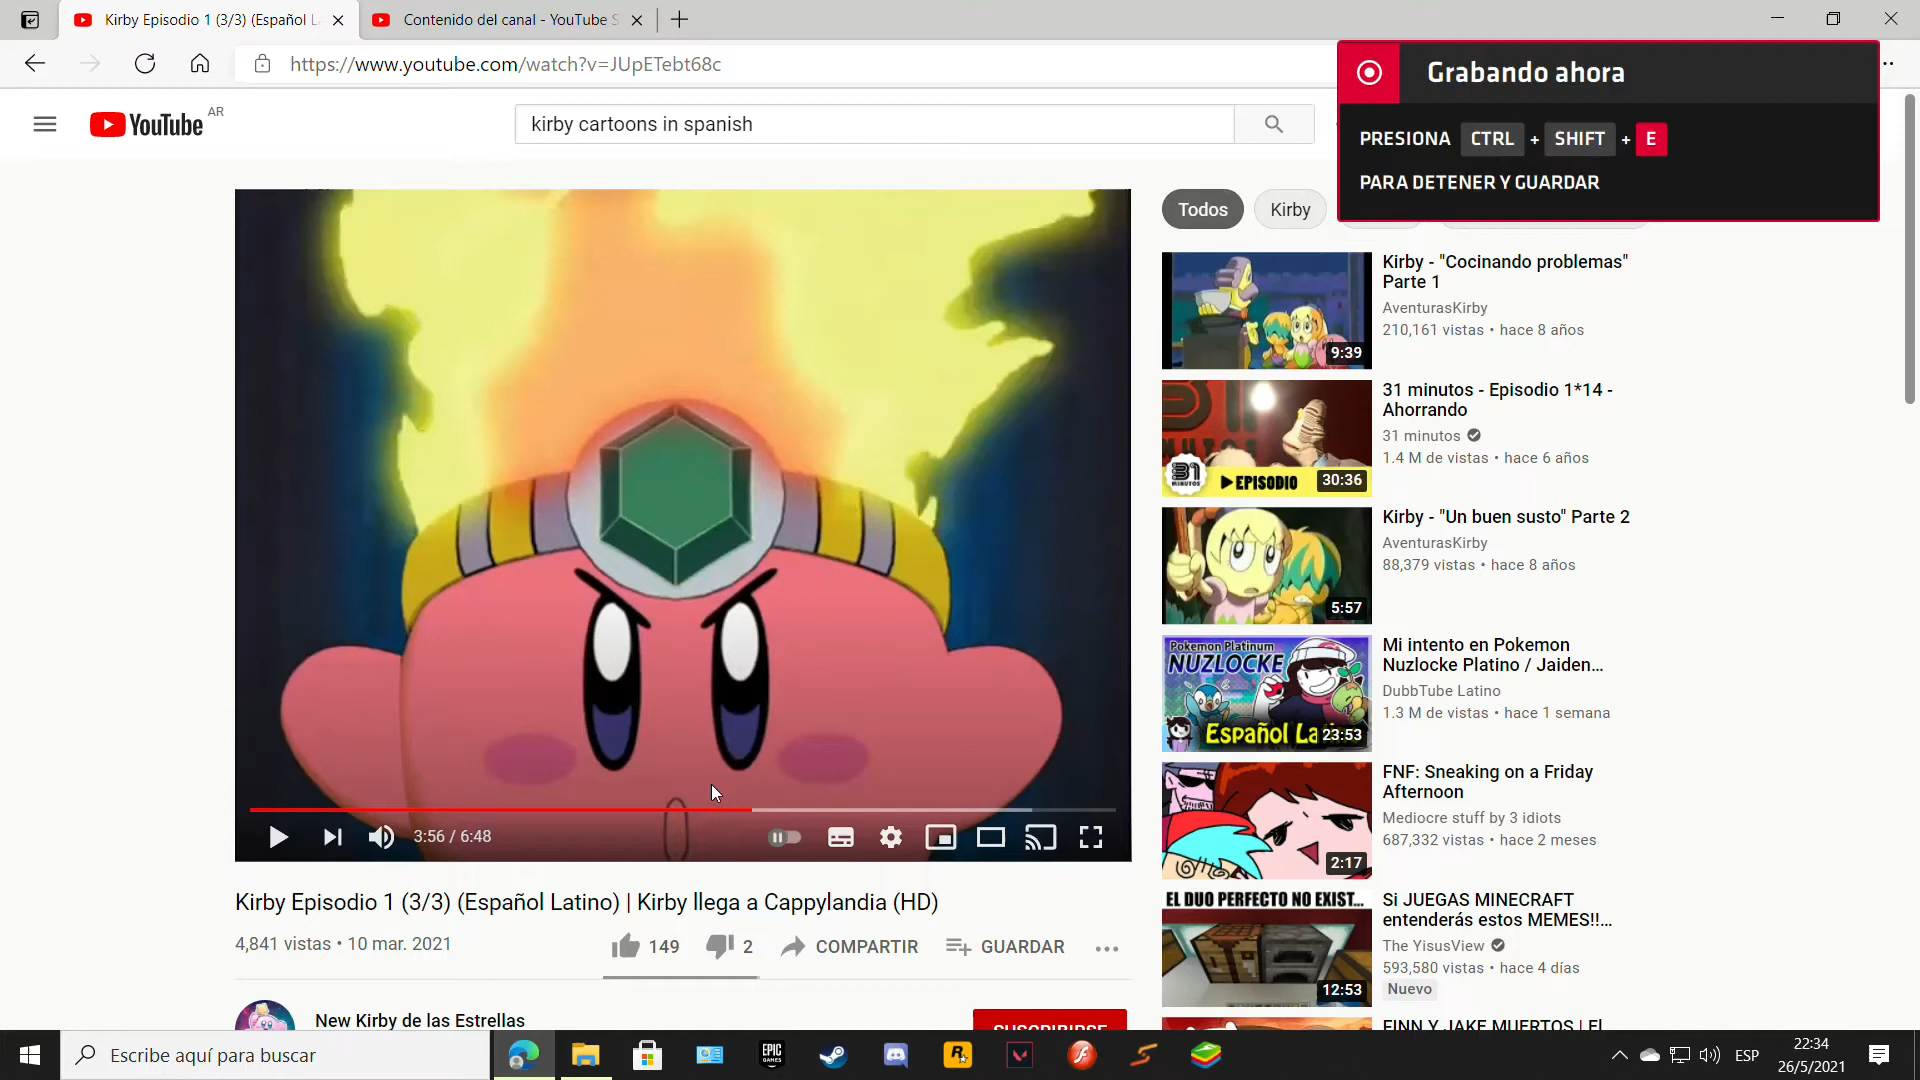 Kirby Episodio 1 (3/3) (Español L
Contenido del canal - YouTube S
https://www.youtube.com/watch?v=JUpETebt68c
Grabando ahora
PRESIONA CTRL + SHIFT + E
PARA DETENER Y GUARDAR
YouTube AR
kirby cartoons in spanish
Todos
Kirby
Kirby - "Cocinando problemas"
Parte 1
AventurasKirby
210,161 vistas • hace 8 años
9:39
31 minutos - Episodio 1*14 -
Ahorrando
31 minutos
1.4 M de vistas • hace 6 años
31
MINUTOS
EPISODIO
30:36
Kirby - "Un buen susto" Parte 2
AventurasKirby
88,379 vistas • hace 8 años
5:57
Pokemon Platinum
NUZLOCKE
Español La
23:53
Mi intento en Pokemon
Nuzlocke Platino / Jaiden...
DubbTube Latino
1.3 M de vistas • hace 1 semana
FNF: Sneaking on a Friday
Afternoon
Mediocre stuff by 3 idiots
687,332 vistas • hace 2 meses
2:17
EL DUO PERFECTO NO EXIST...
12:53
Si JUEGAS MINECRAFT
entenderás estos MEMES!!...
The YisusView
593,580 vistas • hace 4 días
Nuevo
FINN Y JAKE MUERTOS | El
3:56 / 6:48
Kirby Episodio 1 (3/3) (Español Latino) | Kirby llega a Cappylandia (HD)
4,841 vistas • 10 mar. 2021
149
2
COMPARTIR
GUARDAR
New Kirby de las Estrellas
SUSCRIBIRSE
Escribe aquí para buscar
EPIC
GAMES
ESP
22:34
26/5/2021